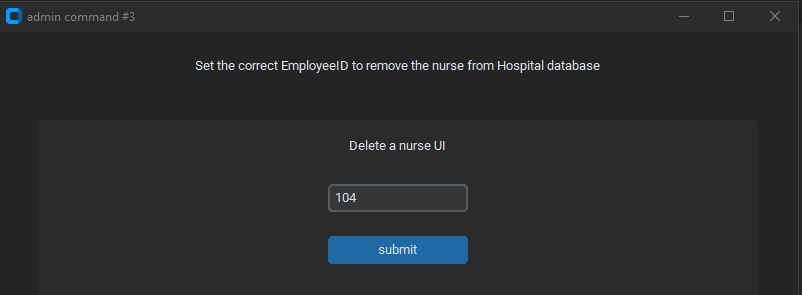 admin command #3
Set the correct EmployeeID to remove the nurse from Hospital database
Delete a nurse UI
104
submit